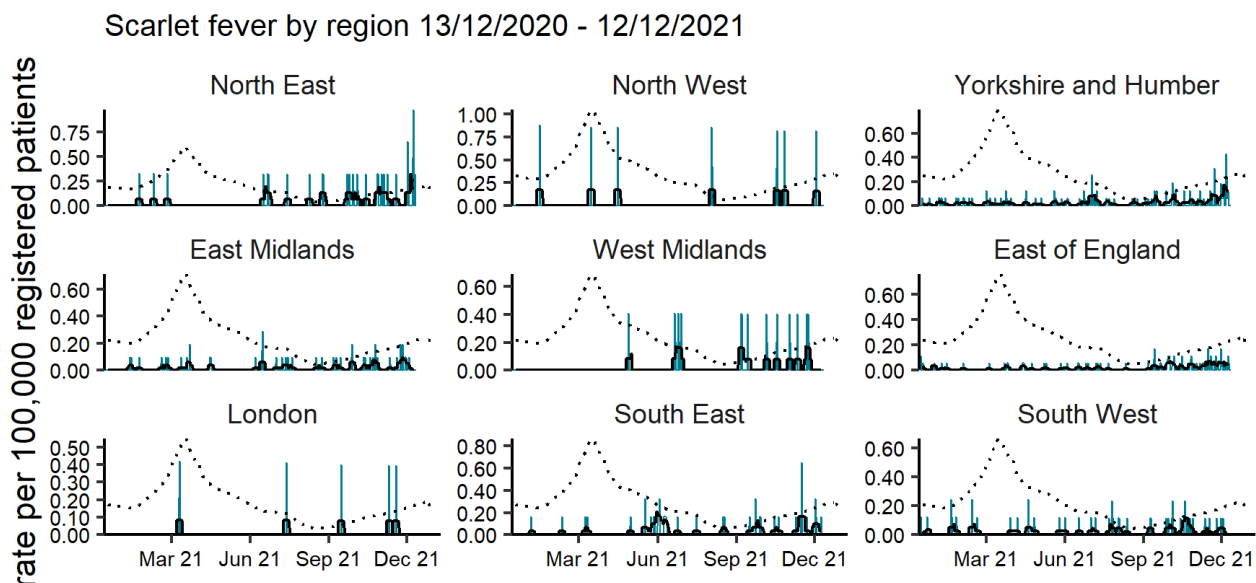 Scarlet fever by region 13/12/2020 - 12/12/2021
rate per 100,000 registered patients
North East
0.75
0.50
0.25
0.00
North West
1.00
0.75
0.50
0.25
0.00
Yorkshire and Humber
0.60
0.40
0.20
0.00
East Midlands
0.60
0.40
0.20
0.00
West Midlands
0.60
0.40
0.20
0.00
East of England
0.60
0.40
0.20
0.00
London
0.50
0.40
0.30
0.20
0.10
0.00
Mar 21 Jun 21 Sep 21 Dec 21
South East
0.80
0.60
0.40
0.20
0.00
Mar 21 Jun 21 Sep 21 Dec 21
South West
0.60
0.40
0.20
0.00
Mar 21 Jun 21 Sep 21 Dec 21